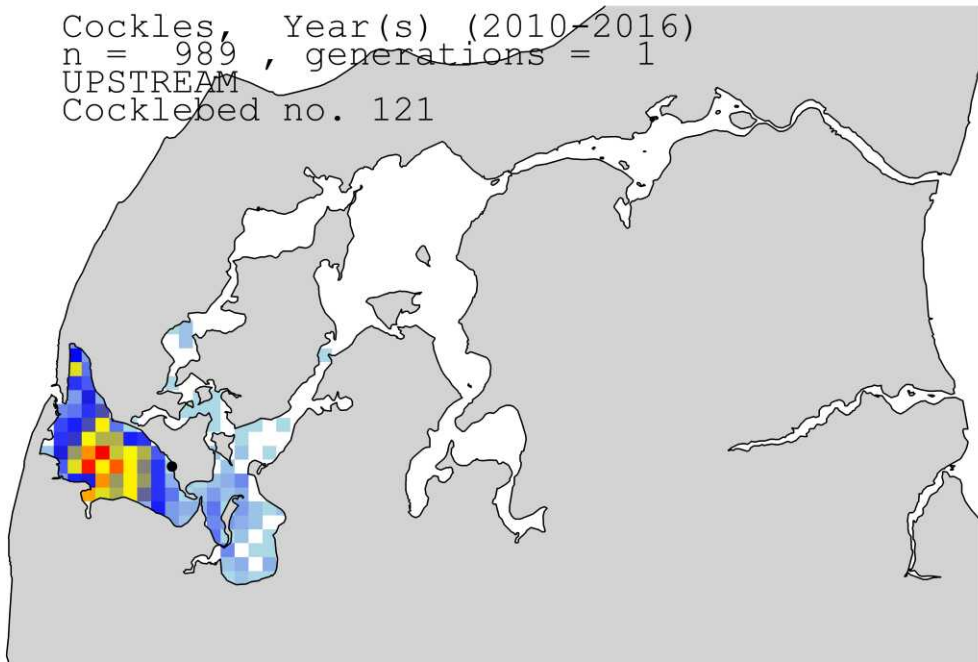 Cockles, Year(s) (2010-2016)
n = 989 , generations = 1
UPSTREAM
Cocklebed no. 121